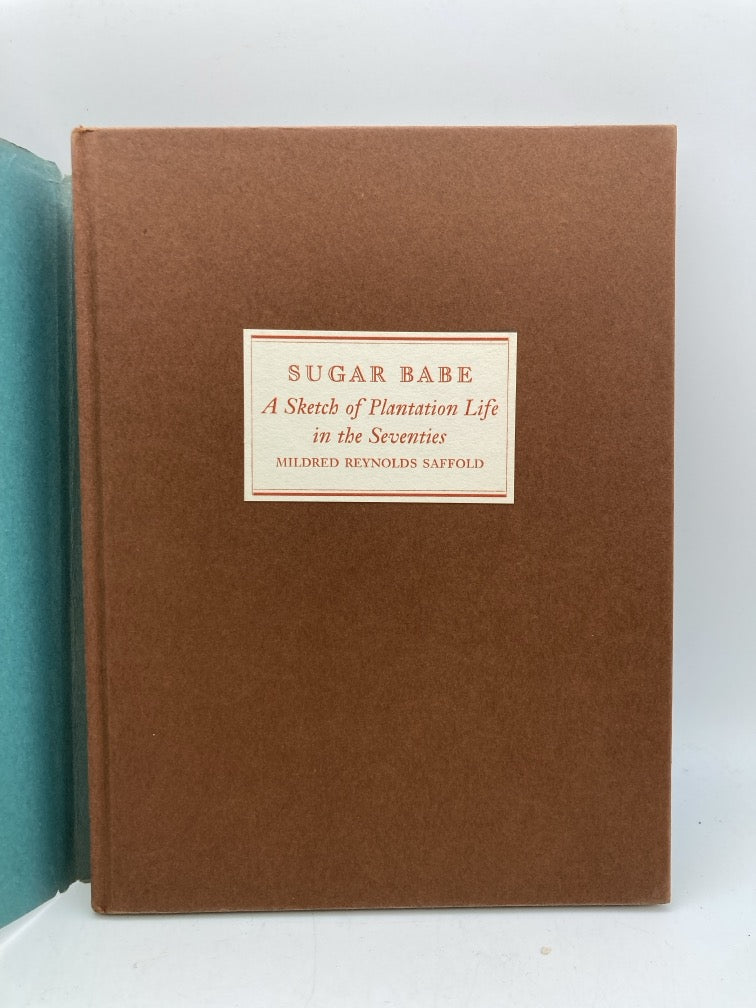 SUGAR BABE
A Sketch of Plantation Life
in the Seventies
MILDRED REYNOLDS SAFFOLD